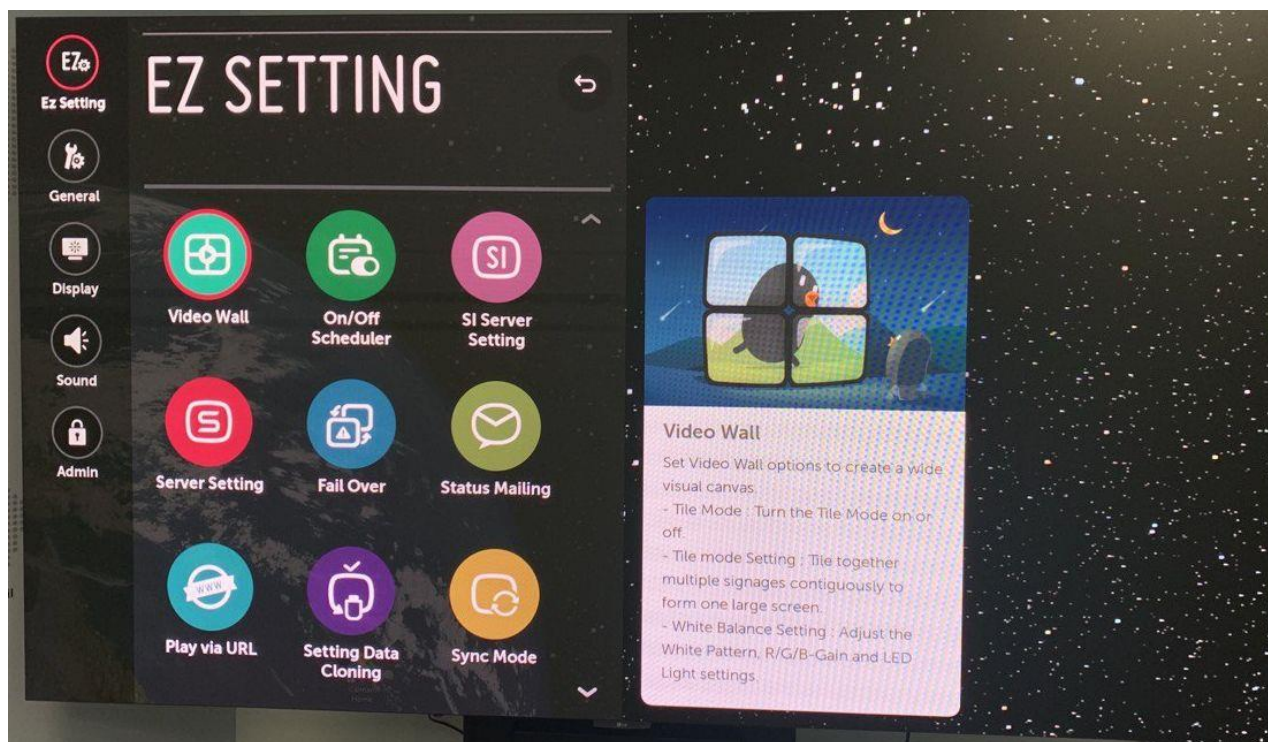 EZ
Ez Setting
General
Display
Sound
Admin
EZ SETTING
Video Wall
On/Off
Scheduler
SI
SI Server
Setting
S
Server Setting
Fail Over
Status Mailing
www
Play via URL
Setting Data
Cloning
Sync Mode
Video Wall
Set Video Wall options to create a wide
visual canvas.
- Tile Mode : Turn the Tile Mode on or
off.
- Tile mode Setting : Tile together
multiple signages contiguously to
form one large screen.
- White Balance Setting : Adjust the
White Pattern, R/G/B-Gain and LED
Light settings.